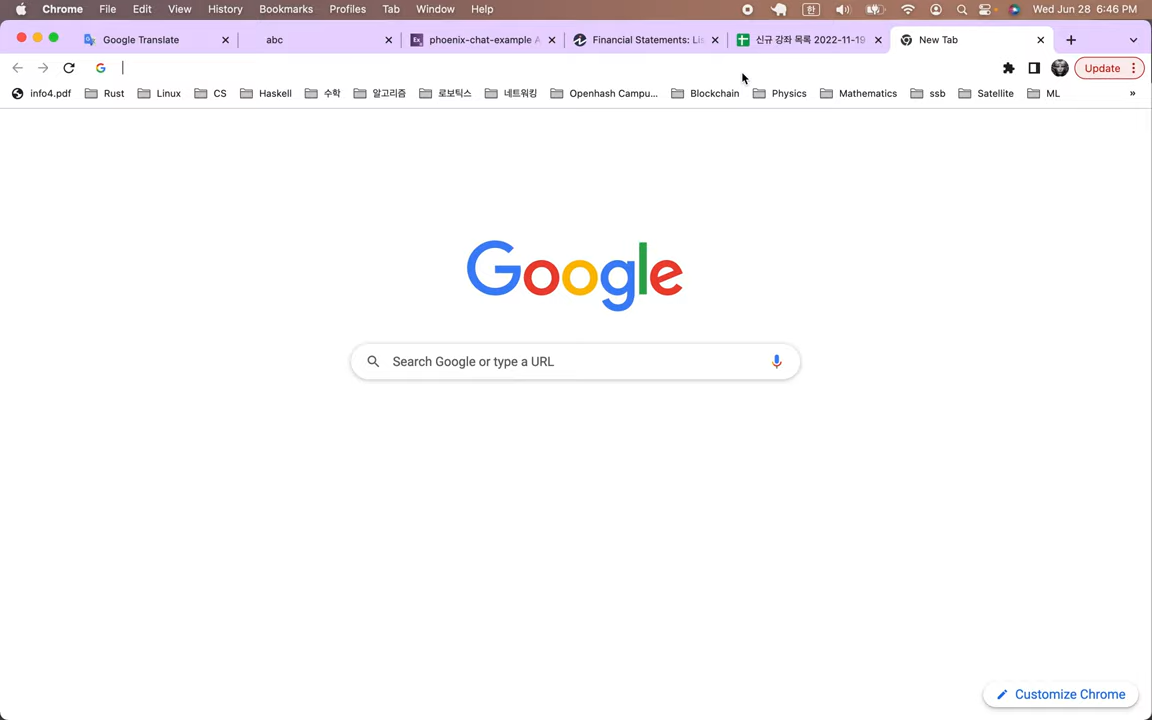 Chrome File Edit View History Bookmarks Profiles Tab Window Help 한 Wed Jun 28 6:46 PM
Google Translate abc Ex phoenix-chat-example A Financial Statements: Lis 신규 강좌 목록 2022-11-19 New Tab
Update
info4.pdf Rust Linux CS Haskell 수학 알고리즘 로보틱스 네트워킹 Openhash Campu... Blockchain Physics Mathematics ssb Satellite ML »
Google
Search Google or type a URL
Customize Chrome